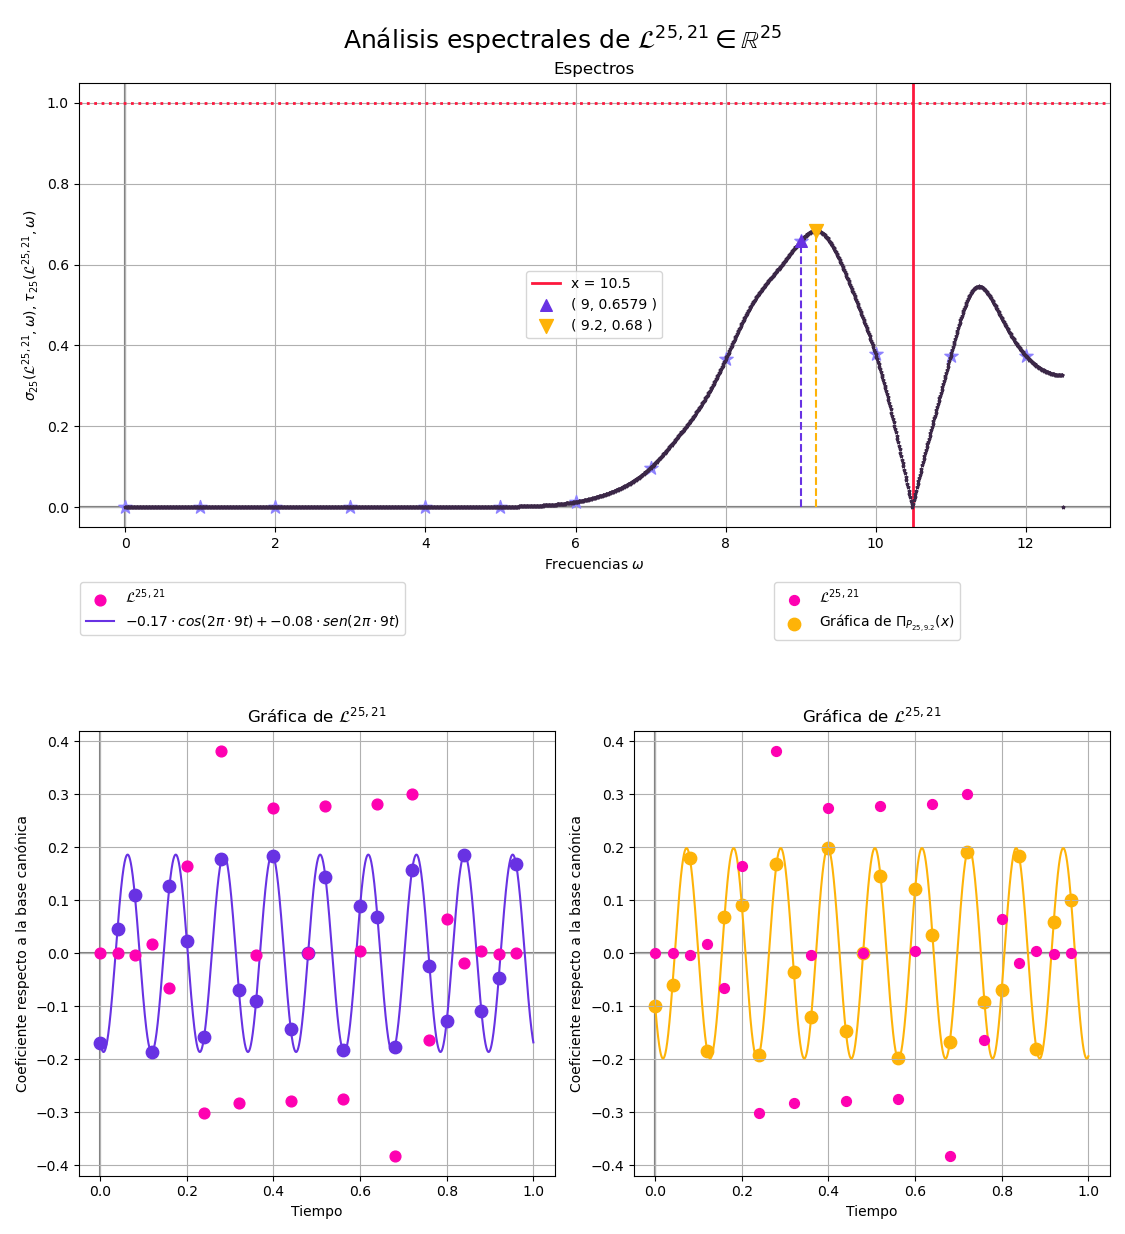 Análisis espectrales de $\mathcal{L}^{25,21} \in \mathbb{R}^{25}$
Espectros
$\sigma_{25}(\mathcal{L}^{25,21}, \omega)$, $\tau_{25}(\mathcal{L}^{25,21}, \omega)$
1.0
0.8
0.6
0.4
0.2
0.0
x = 10.5
( 9, 0.6579 )
( 9.2, 0.68 )
0 2 4 6 8 10 12
Frecuencias $\omega$
$\mathcal{L}^{25,21}$
$-0.17 \cdot cos(2\pi \cdot 9t) + -0.08 \cdot sen(2\pi \cdot 9t)$
$\mathcal{L}^{25,21}$
Gráfica de $\Pi_{P_{25,9.2}}(x)$
Gráfica de $\mathcal{L}^{25,21}$
Coeficiente respecto a la base canónica
0.4
0.3
0.2
0.1
0.0
−0.1
−0.2
−0.3
−0.4
0.0 0.2 0.4 0.6 0.8 1.0
Tiempo
Gráfica de $\mathcal{L}^{25,21}$
Coeficiente respecto a la base canónica
0.4
0.3
0.2
0.1
0.0
−0.1
−0.2
−0.3
−0.4
0.0 0.2 0.4 0.6 0.8 1.0
Tiempo